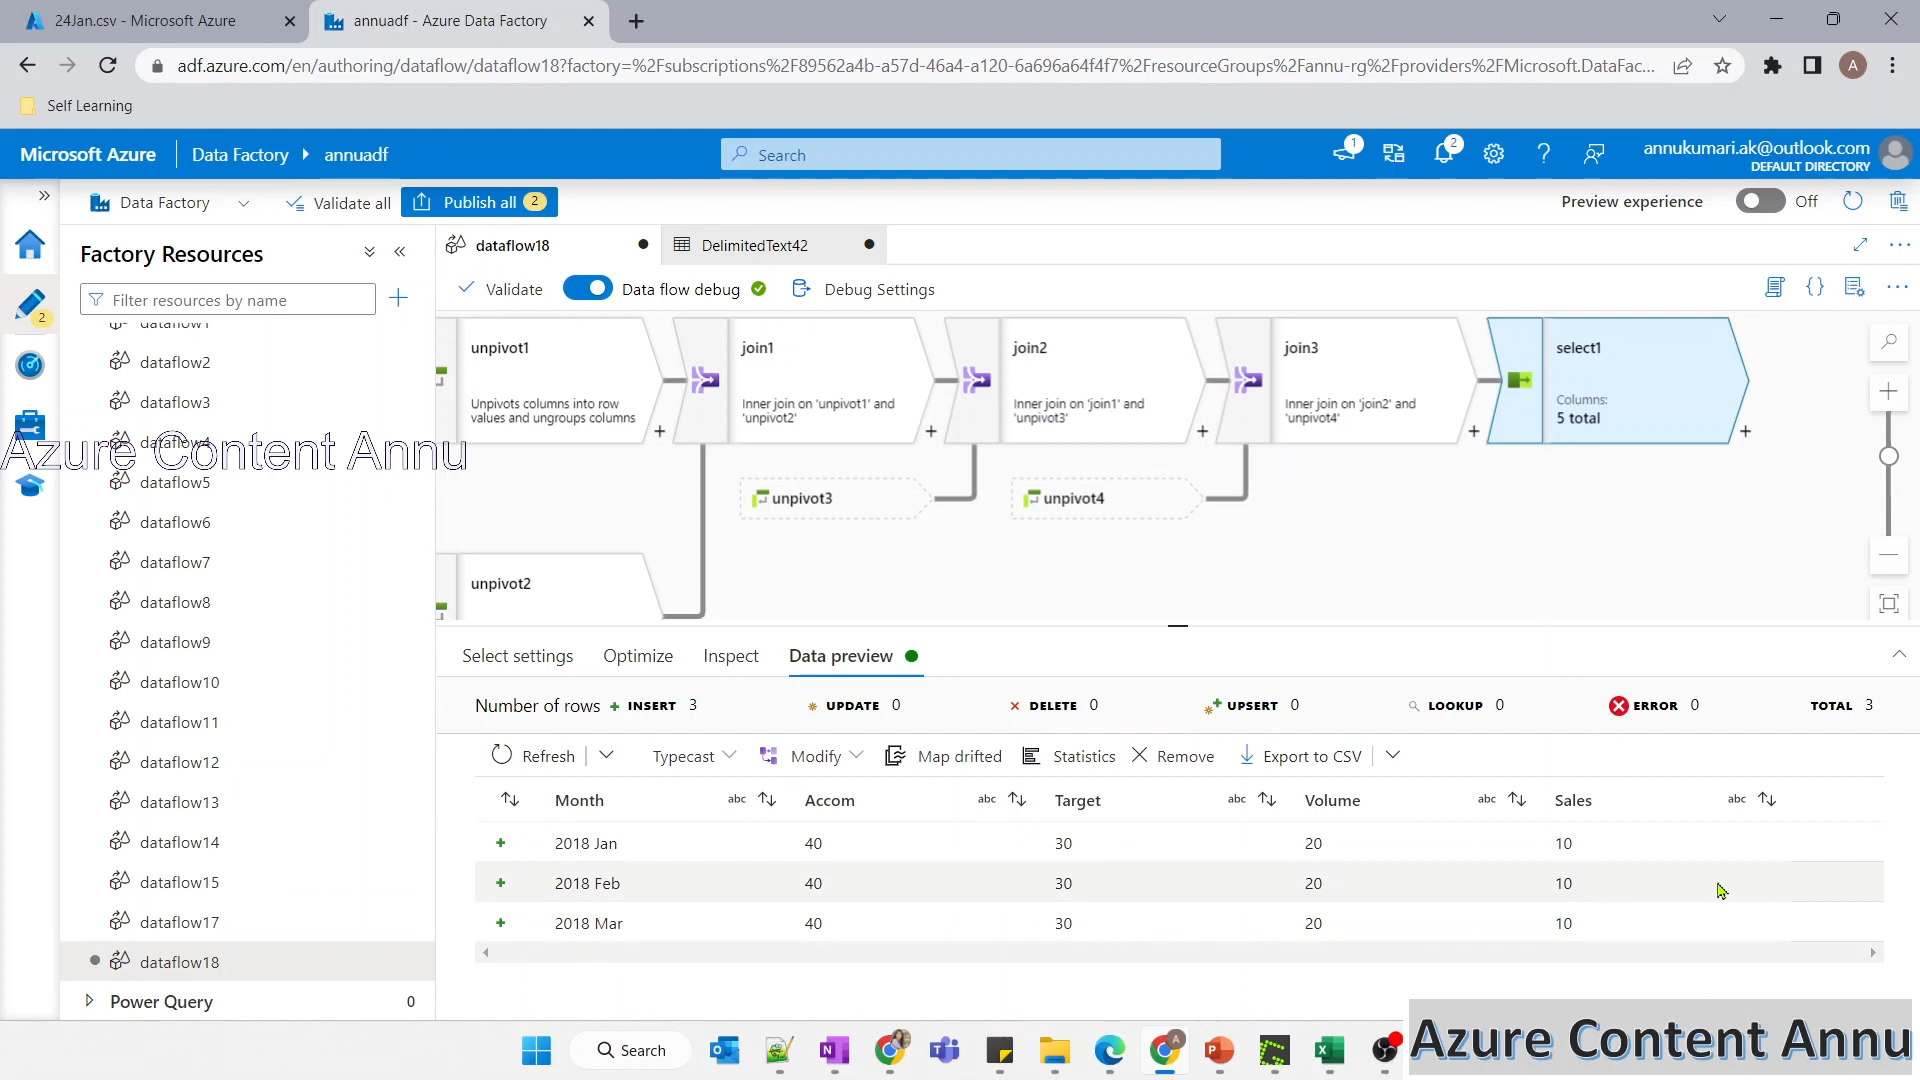 24Jan.csv - Microsoft Azure
annuadf - Azure Data Factory
adf.azure.com/en/authoring/dataflow/dataflow18?factory=%2Fsubscriptions%2F89562a4b-a57d-46a4-a120-6a696a64f4f7%2FresourceGroups%2Fannu-rg%2Fproviders%2FMicrosoft.DataFac...
A
Self Learning
Microsoft Azure
Data Factory
annuadf
Search
1
2
annukumari.ak@outlook.com
DEFAULT DIRECTORY
Data Factory
Validate all
Publish all 2
Preview experience
Off
Factory Resources
dataflow18
DelimitedText42
Filter resources by name
2
Validate
Data flow debug
Debug Settings
dataflow1
dataflow2
dataflow3
dataflow4
dataflow5
dataflow6
dataflow7
dataflow8
dataflow9
dataflow10
dataflow11
dataflow12
dataflow13
dataflow14
dataflow15
dataflow17
dataflow18
Power Query 0
Azure Content Annu
unpivot1
Unpivots columns into row
values and ungroups columns
join1
Inner join on 'unpivot1' and
'unpivot2'
join2
Inner join on 'join1' and
'unpivot3'
join3
Inner join on 'join2' and
'unpivot4'
select1
Columns:
5 total
unpivot3
unpivot4
unpivot2
Select settings
Optimize
Inspect
Data preview
Number of rows + INSERT 3
UPDATE 0
DELETE 0
UPSERT 0
LOOKUP 0
ERROR 0
TOTAL 3
Refresh
Typecast
Modify
Map drifted
Statistics
Remove
Export to CSV
Month abc Accom abc Target abc Volume abc Sales abc
2018 Jan 40 30 20 10
2018 Feb 40 30 20 10
2018 Mar 40 30 20 10
Search
A
Azure Content Annu